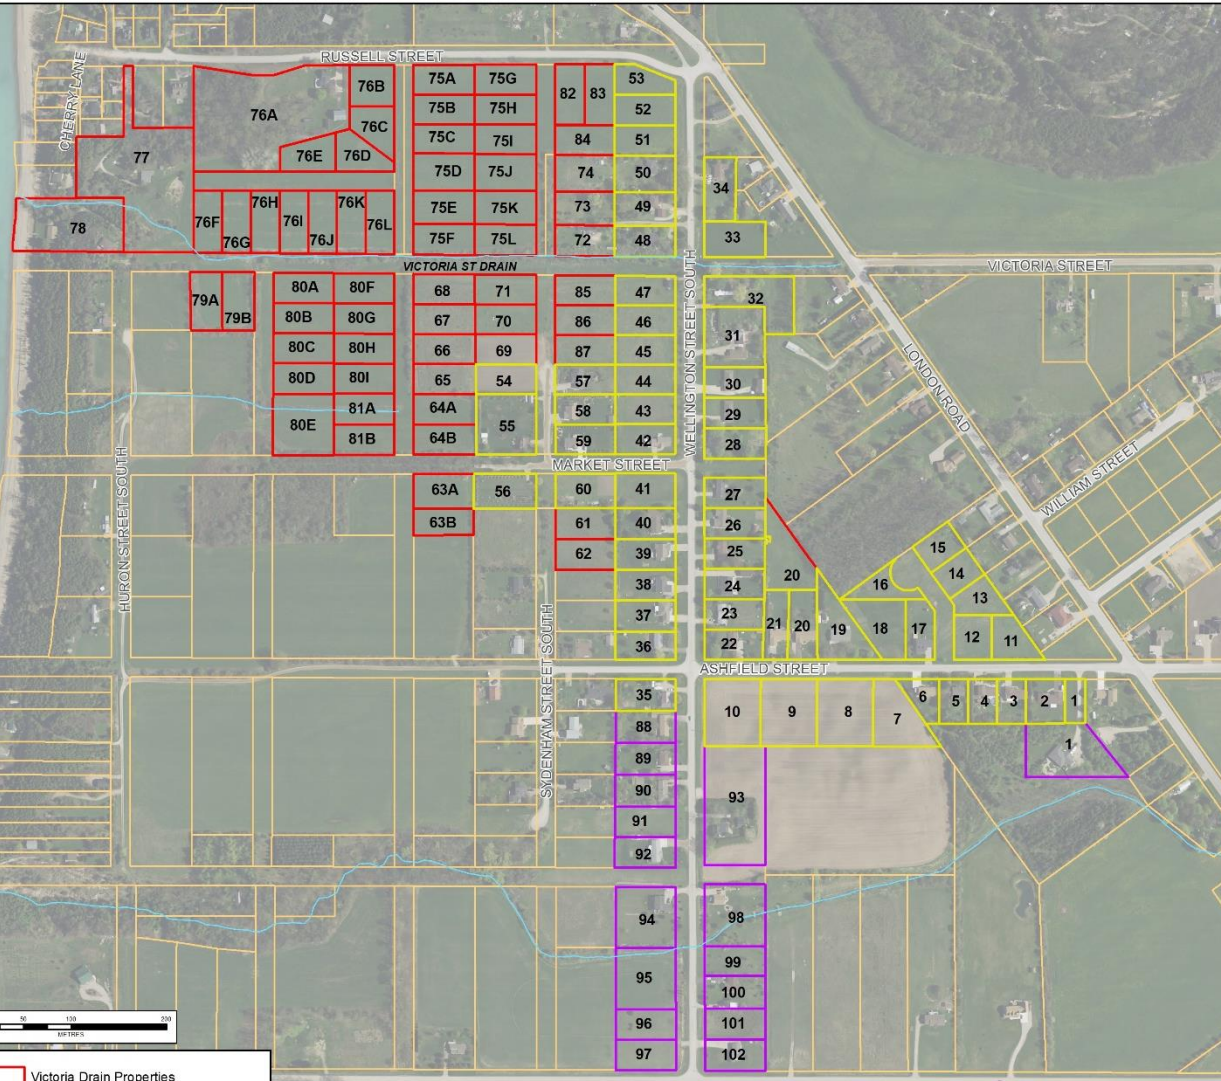 RUSSELL STREET
CHERRY LANE
53
75A 75G
76B
82 83
52
76A
75B 75H
76C
75C 75I
84
51
77
76E 76D
75D 75J
74
50
34
76H 76K
75E 75K
73
49
76F 76I 76L
78
76G 76J
75F 75L
72
48
33
VICTORIA ST DRAIN
VICTORIA STREET
WELLINGTON STREET SOUTH
79A
79B
80A 80F
68 71
85
47
32
80B 80G
67 70
86
46
31
80C 80H
66 69
87
45
80D 80I
65 54
57
44
30
LONDON ROAD
81A
64A
58
43
29
80E
55
81B
64B
59
42
28
MARKET STREET
HURON STREET SOUTH
WILLIAM STREET
63A 56
60
41
27
63B
61
40
26
62
39
25
15
38
24
20
16
14
13
37
23
21 20 19
18 17
12 11
36
22
SYDENHAM STREET SOUTH
ASHFIELD STREET
35
10 9 8 7
6 5 4 3 2 1
88
1
89
90
93
91
92
94
98
95
99
100
96
101
97
102
50 100 200
METRES
Victoria Drain Properties